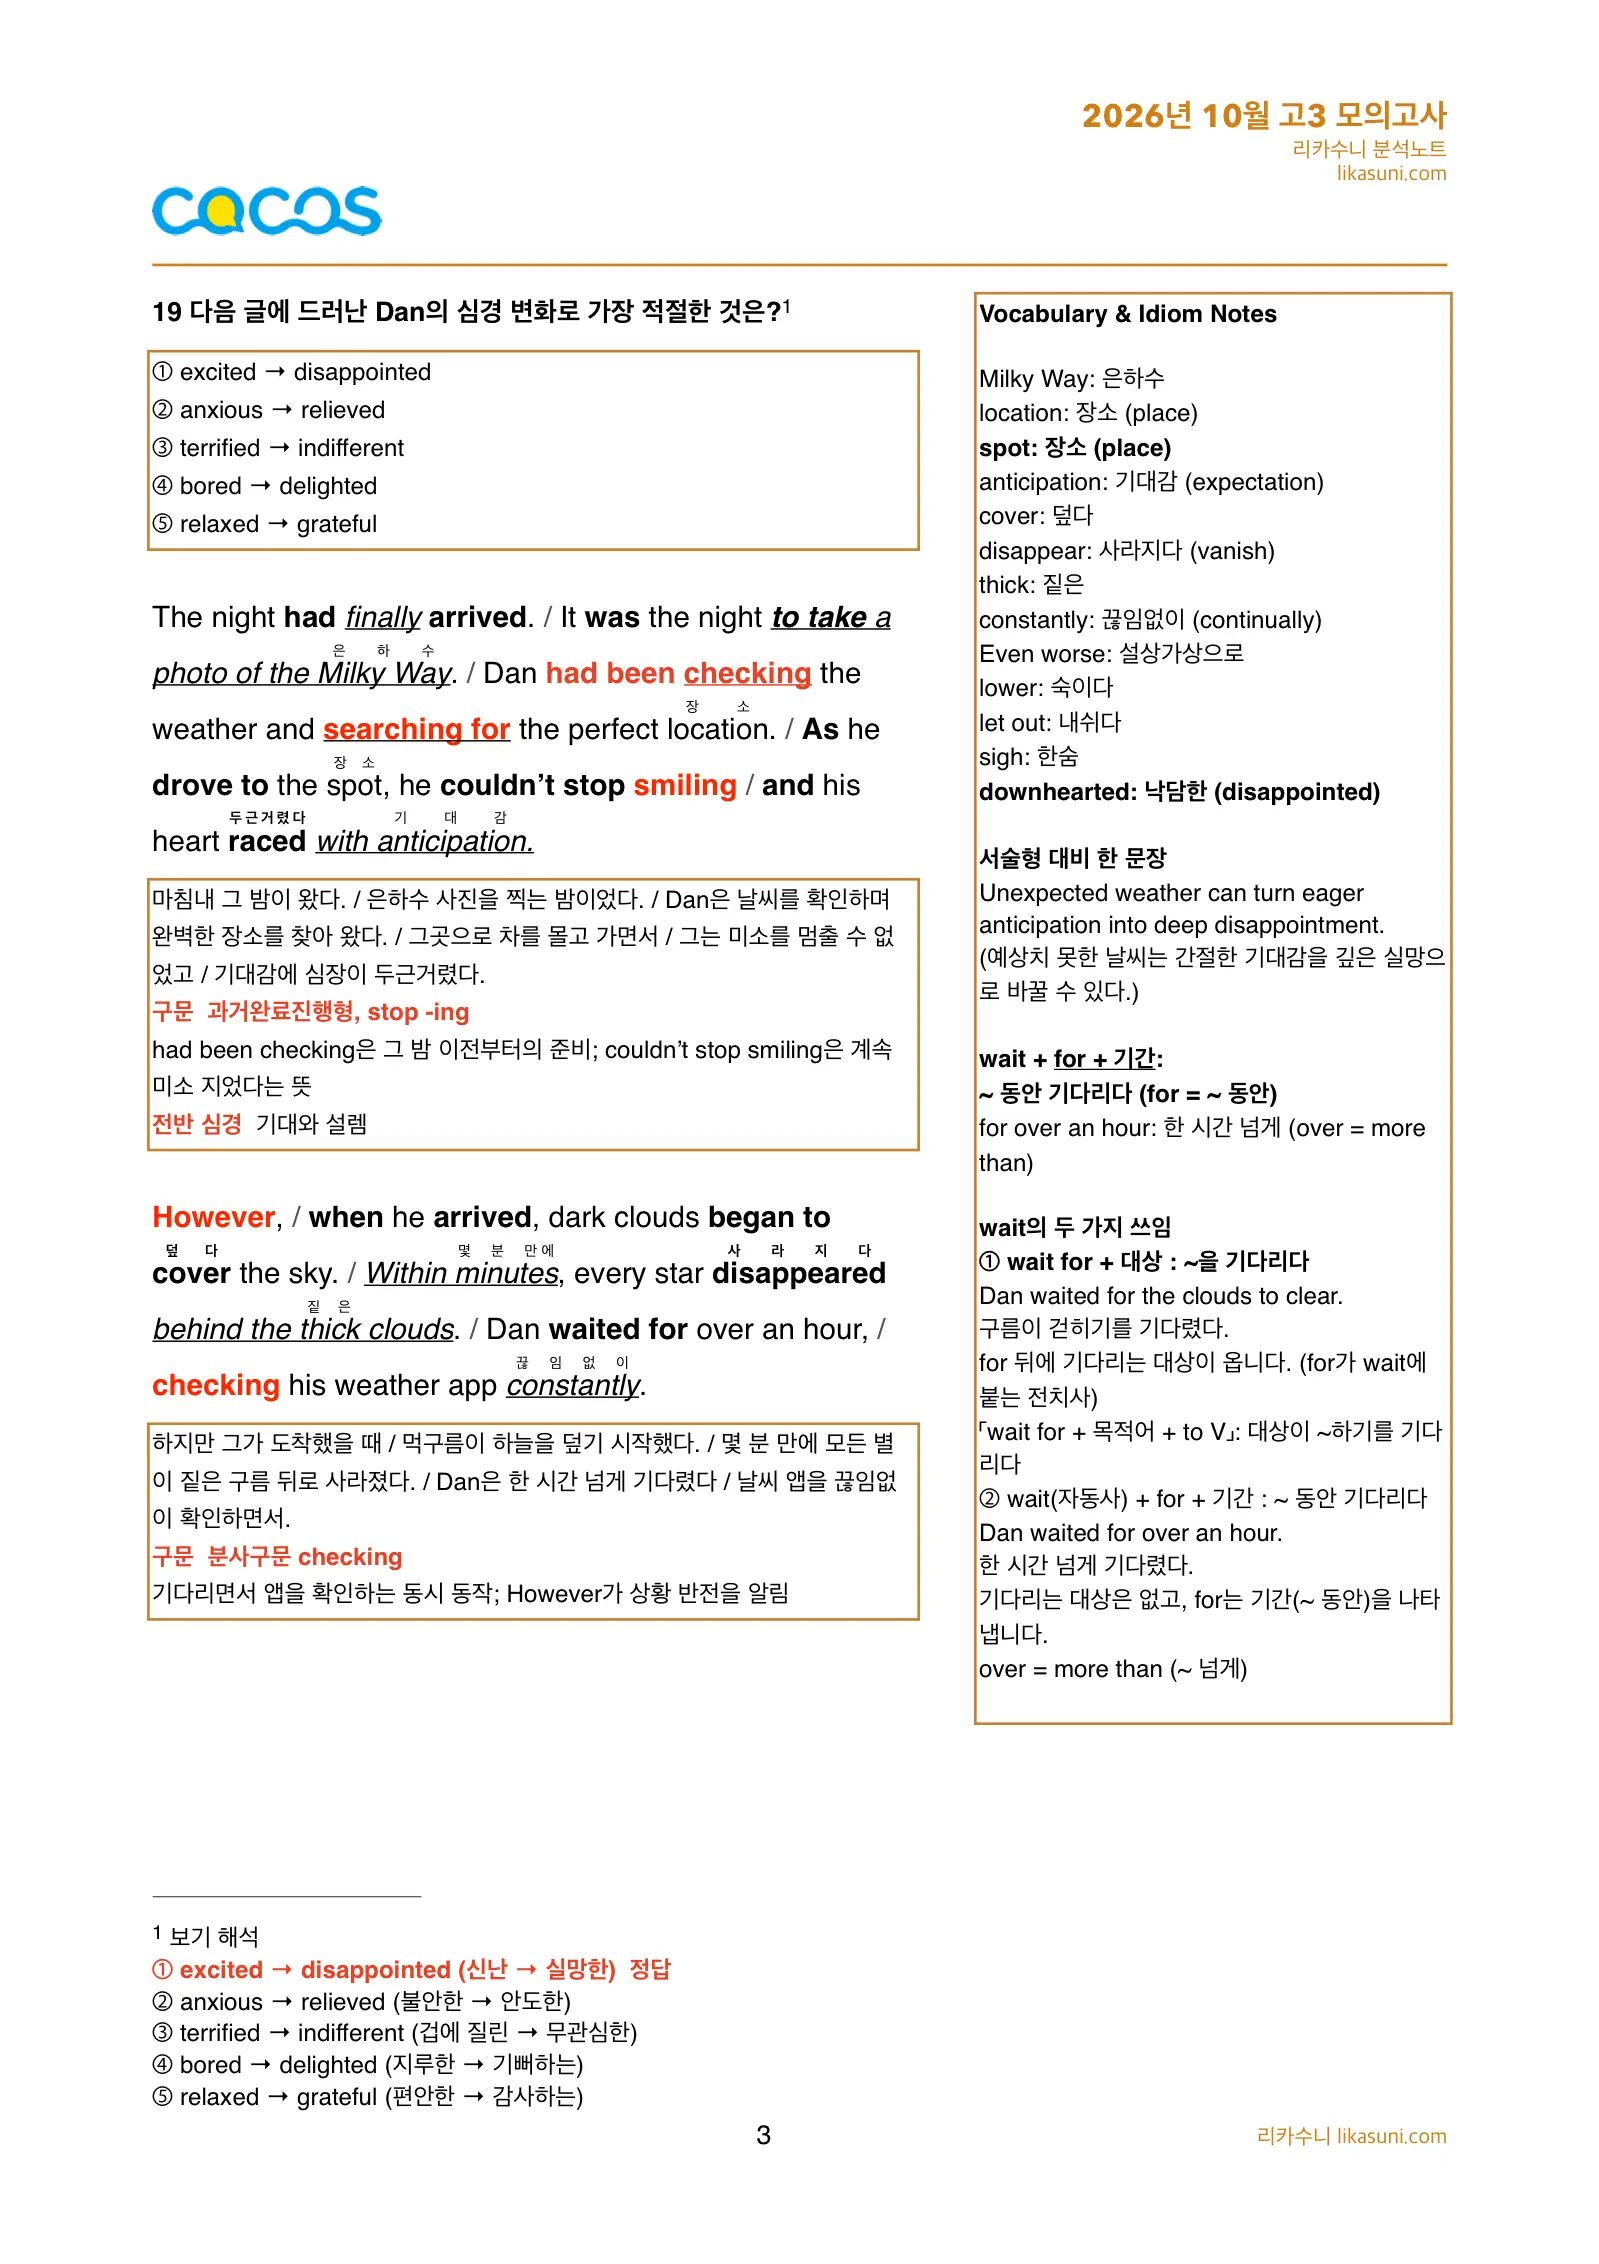 2026년 10월 고3 모의고사
리카수니 분석노트
likasuni.com
cacos
19 다음 글에 드러난 Dan의 심경 변화로 가장 적절한 것은?1
① excited → disappointed
② anxious → relieved
③ terrified → indifferent
④ bored → delighted
⑤ relaxed → grateful
The night had finally arrived. / It was the night to take a
은하수
photo of the Milky Way. / Dan had been checking the
장소
weather and searching for the perfect location. / As he
장소
drove to the spot, he couldn’t stop smiling / and his
두근거렸다 기대감
heart raced with anticipation.
마침내 그 밤이 왔다. / 은하수 사진을 찍는 밤이었다. / Dan은 날씨를 확인하며
완벽한 장소를 찾아 왔다. / 그곳으로 차를 몰고 가면서 / 그는 미소를 멈출 수 없
었고 / 기대감에 심장이 두근거렸다.
구문 과거완료진행형, stop -ing
had been checking은 그 밤 이전부터의 준비; couldn’t stop smiling은 계속
미소 지었다는 뜻
전반 심경 기대와 설렘
However, / when he arrived, dark clouds began to
덮다 몇 분 만에 사라지다
cover the sky. / Within minutes, every star disappeared
짙은
behind the thick clouds. / Dan waited for over an hour, /
끊임없이
checking his weather app constantly.
하지만 그가 도착했을 때 / 먹구름이 하늘을 덮기 시작했다. / 몇 분 만에 모든 별
이 짙은 구름 뒤로 사라졌다. / Dan은 한 시간 넘게 기다렸다 / 날씨 앱을 끊임없
이 확인하면서.
구문 분사구문 checking
기다리면서 앱을 확인하는 동시 동작; However가 상황 반전을 알림
Vocabulary & Idiom Notes
Milky Way: 은하수
location: 장소 (place)
spot: 장소 (place)
anticipation: 기대감 (expectation)
cover: 덮다
disappear: 사라지다 (vanish)
thick: 짙은
constantly: 끊임없이 (continually)
Even worse: 설상가상으로
lower: 숙이다
let out: 내쉬다
sigh: 한숨
downhearted: 낙담한 (disappointed)
서술형 대비 한 문장
Unexpected weather can turn eager
anticipation into deep disappointment.
(예상치 못한 날씨는 간절한 기대감을 깊은 실망으
로 바꿀 수 있다.)
wait + for + 기간:
~ 동안 기다리다 (for = ~ 동안)
for over an hour: 한 시간 넘게 (over = more
than)
wait의 두 가지 쓰임
① wait for + 대상 : ~을 기다리다
Dan waited for the clouds to clear.
구름이 걷히기를 기다렸다.
for 뒤에 기다리는 대상이 옵니다. (for가 wait에
붙는 전치사)
「wait for + 목적어 + to V」: 대상이 ~하기를 기다
리다
② wait(자동사) + for + 기간 : ~ 동안 기다리다
Dan waited for over an hour.
한 시간 넘게 기다렸다.
기다리는 대상은 없고, for는 기간(~ 동안)을 나타
냅니다.
over = more than (~ 넘게)
1 보기 해석
① excited → disappointed (신난 → 실망한) 정답
② anxious → relieved (불안한 → 안도한)
③ terrified → indifferent (겁에 질린 → 무관심한)
④ bored → delighted (지루한 → 기뻐하는)
⑤ relaxed → grateful (편안한 → 감사하는)
3
리카수니 likasuni.com